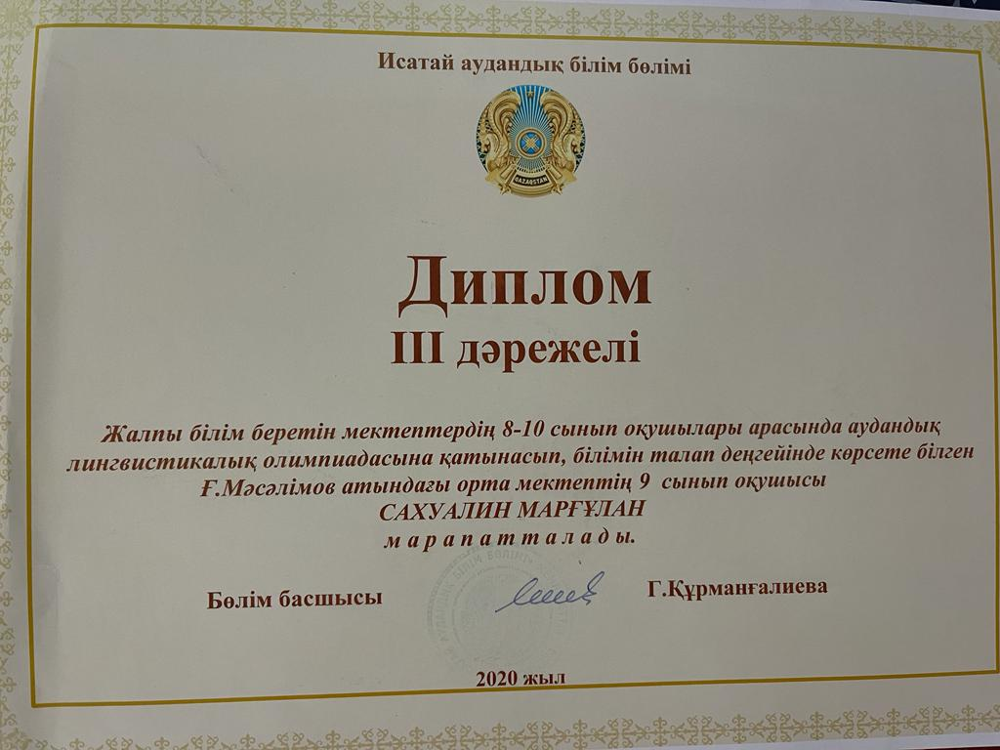 Исатай аудандық білім бөлімі
QAZAQSTAN
Диплом
III дәрежелі
Жалпы білім беретін мектептердің 8-10 сынып оқушылары арасында аудандық
лингвистикалық олимпиадасына қатынасып, білімін талап деңгейінде көрсете білген
Ғ.Мәсәлімов атындағы орта мектептің 9 сынып оқушысы
САХУАЛИН МАРҒҰЛАН
м а р а п а т т а л а д ы.
Бөлім басшысы Г.Құрманғалиева
2020 жыл